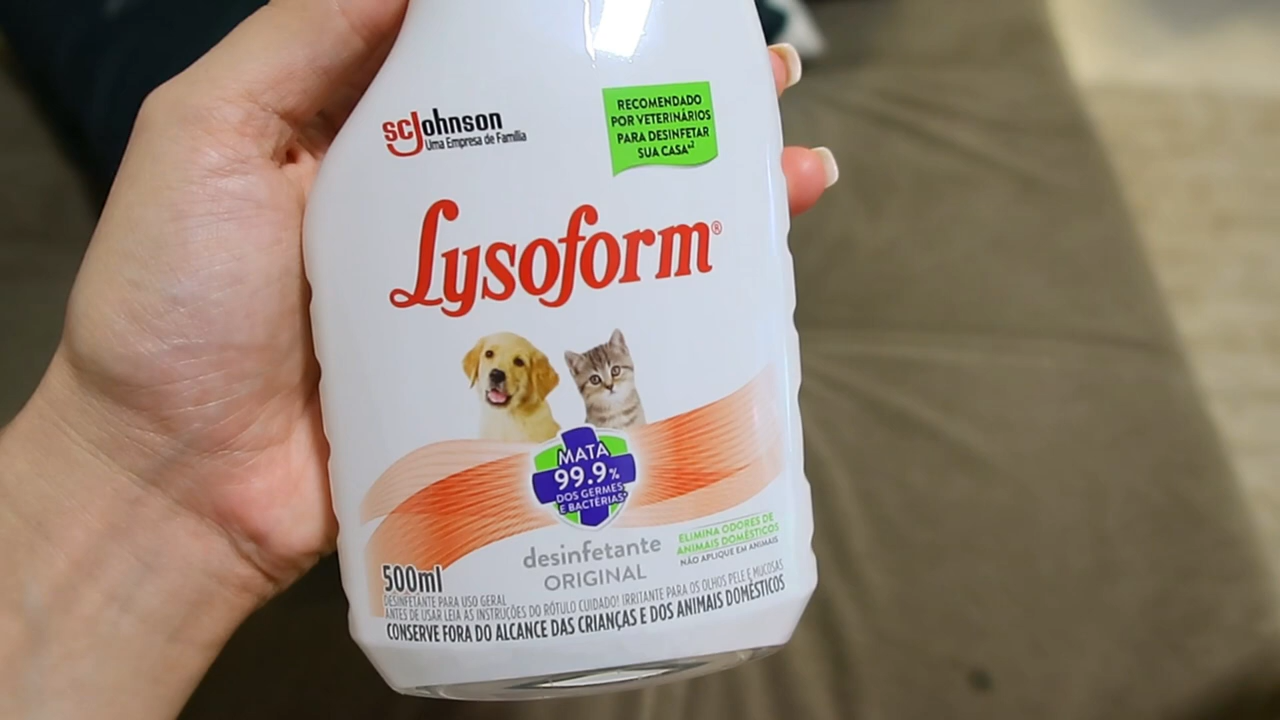 scJohnson
Uma Empresa de Família
RECOMENDADO
POR VETERINÁRIOS
PARA DESINFETAR
SUA CASA*²
Lysoform®
MATA
99.9%
DOS GERMES
E BACTÉRIAS*
desinfetante
ORIGINAL
ELIMINA ODORES DE
ANIMAIS DOMÉSTICOS
NÃO APLIQUE EM ANIMAIS
500ml
DESINFETANTE PARA USO GERAL
ANTES DE USAR LEIA AS INSTRUÇÕES DO RÓTULO CUIDADO! IRRITANTE PARA OS OLHOS PELE E MUCOSAS
CONSERVE FORA DO ALCANCE DAS CRIANÇAS E DOS ANIMAIS DOMÉSTICOS